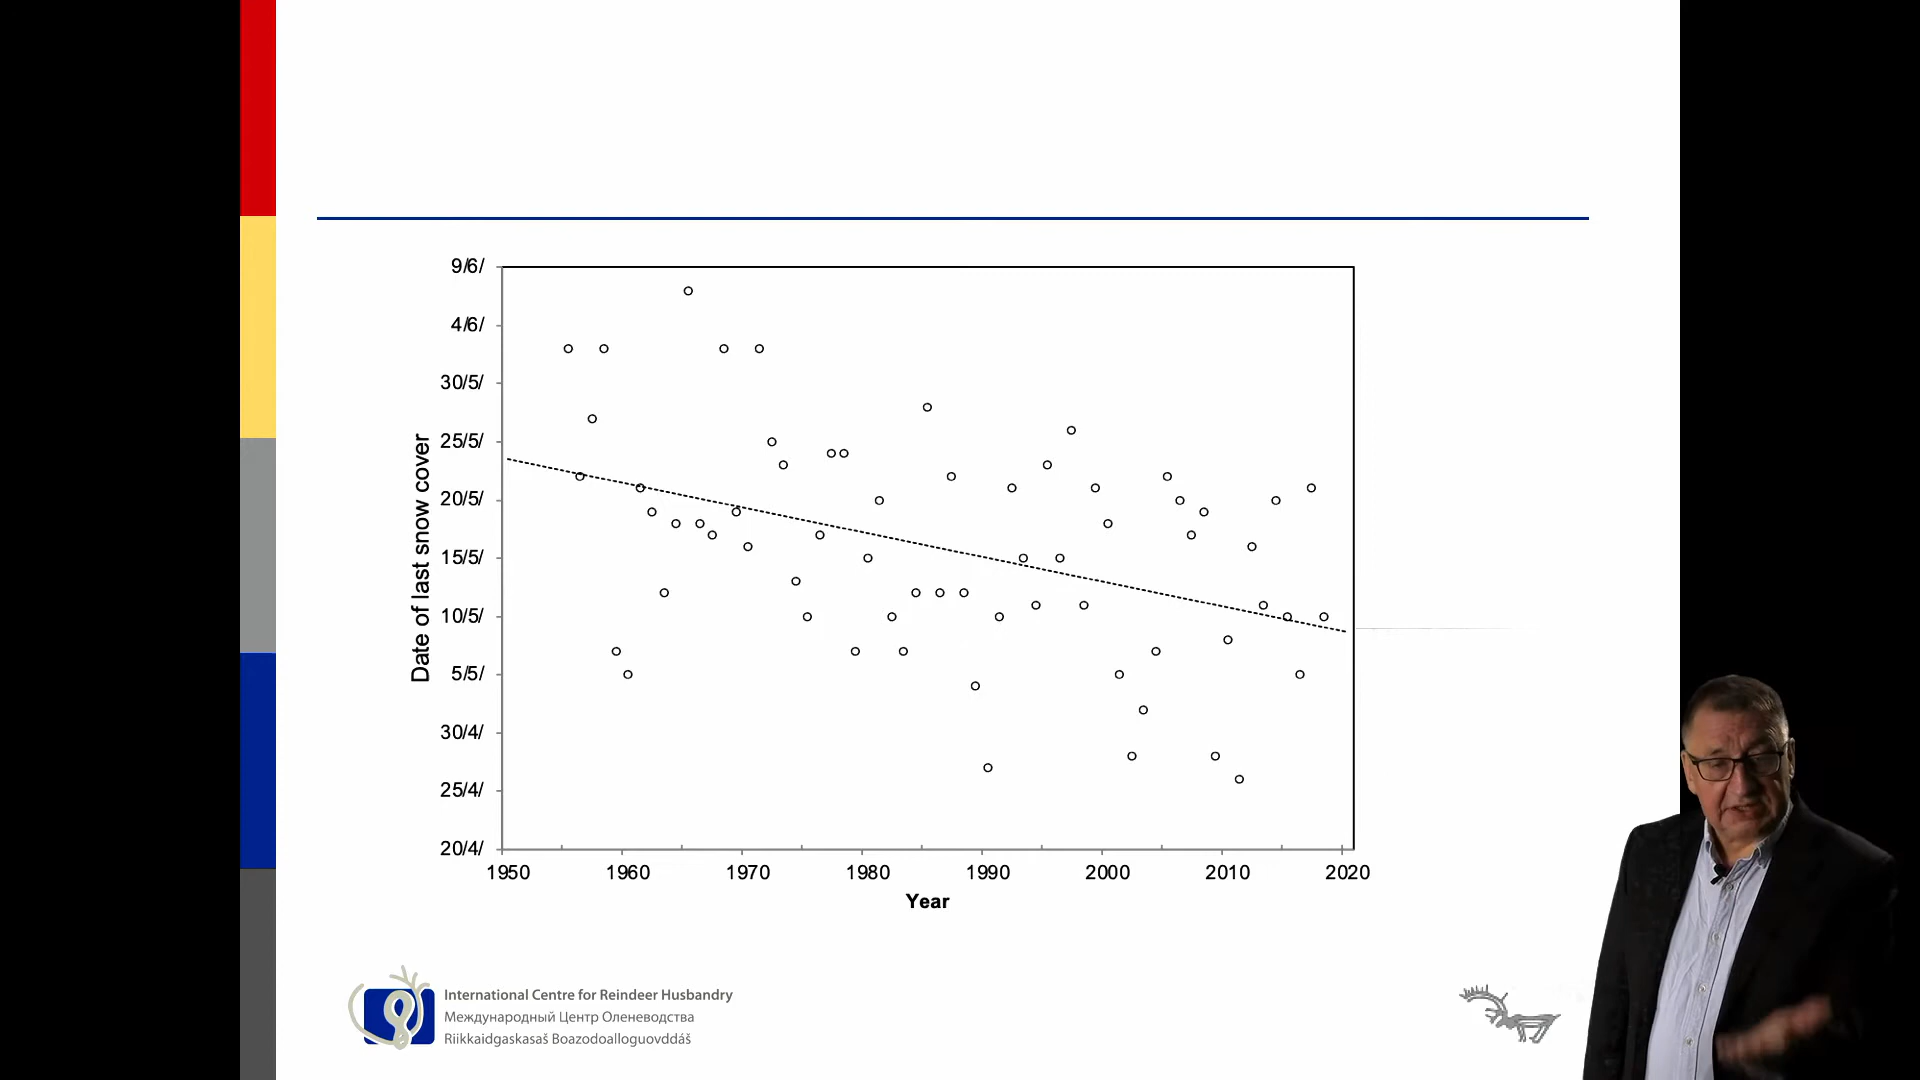 9/6/
4/6/
30/5/
25/5/
20/5/
15/5/
10/5/
5/5/
30/4/
25/4/
20/4/
Date of last snow cover
1950 1960 1970 1980 1990 2000 2010 2020
Year
International Centre for Reindeer Husbandry
Международный Центр Оленеводства
Riikkaidgaskasaš Boazodoalloguovddáš